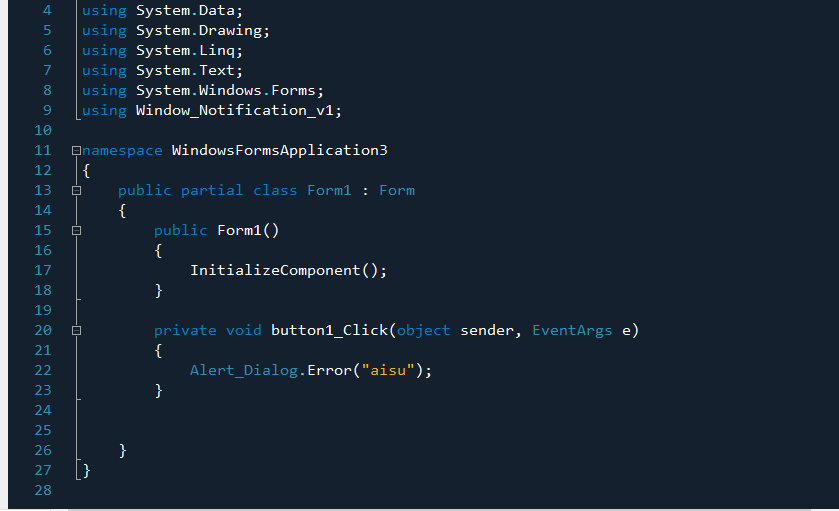 4 using System.Data;
5 using System.Drawing;
6 using System.Linq;
7 using System.Text;
8 using System.Windows.Forms;
9 using Window_Notification_v1;
10
11 namespace WindowsFormsApplication3
12 {
13     public partial class Form1 : Form
14     {
15         public Form1()
16         {
17             InitializeComponent();
18         }
19
20         private void button1_Click(object sender, EventArgs e)
21         {
22             Alert_Dialog.Error("aisu");
23         }
24
25
26     }
27 }
28